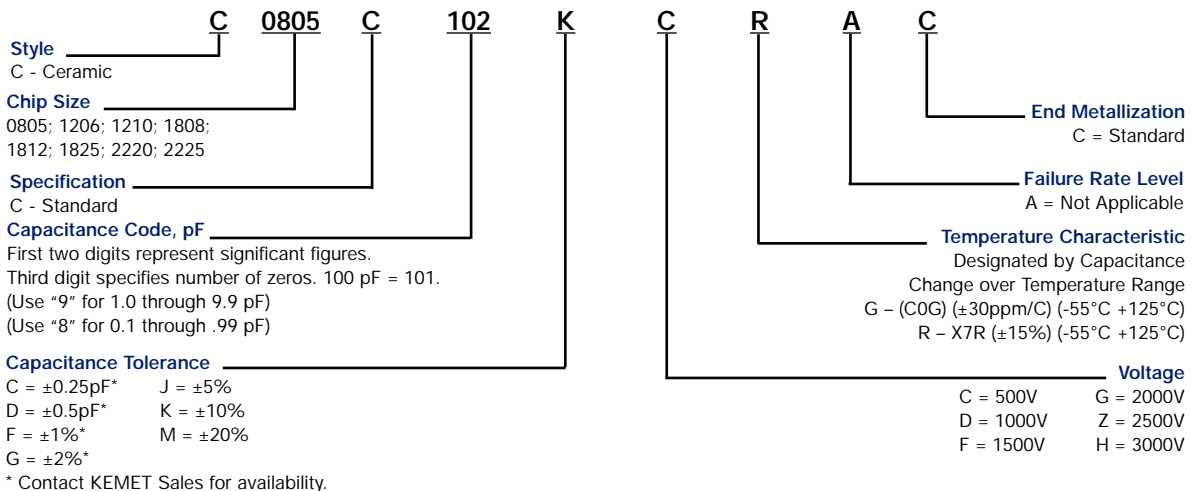 C 0805 C 102 K C R A C
Style
C - Ceramic
Chip Size
0805; 1206; 1210; 1808;
1812; 1825; 2220; 2225
Specification
C - Standard
Capacitance Code, pF
First two digits represent significant figures.
Third digit specifies number of zeros. 100 pF = 101.
(Use “9” for 1.0 through 9.9 pF)
(Use “8” for 0.1 through .99 pF)
Capacitance Tolerance
C = ±0.25pF* J = ±5%
D = ±0.5pF* K = ±10%
F = ±1%* M = ±20%
G = ±2%*
* Contact KEMET Sales for availability.
End Metallization
C = Standard
Failure Rate Level
A = Not Applicable
Temperature Characteristic
Designated by Capacitance
Change over Temperature Range
G – (C0G) (±30ppm/C) (-55°C +125°C)
R – X7R (±15%) (-55°C +125°C)
Voltage
C = 500V G = 2000V
D = 1000V Z = 2500V
F = 1500V H = 3000V